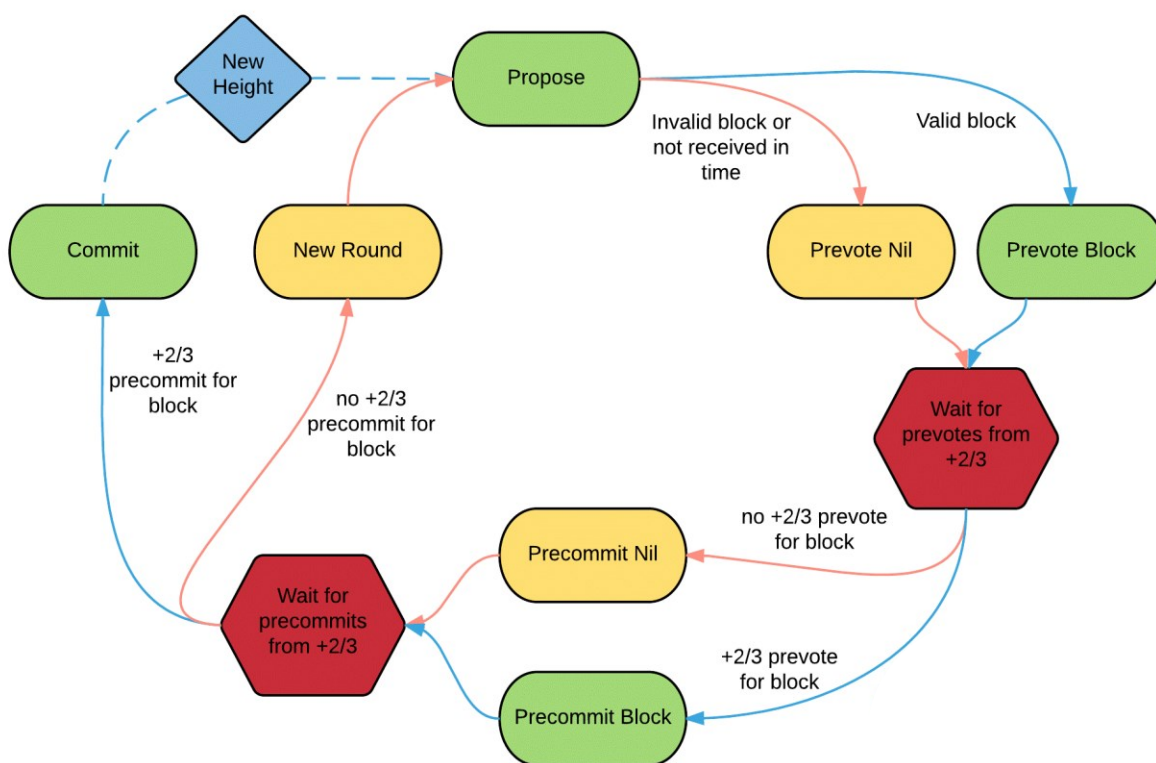 New
Height
Propose
Invalid block or
not received in
time
Valid block
Commit
New Round
Prevote Nil
Prevote Block
+2/3
precommit for
block
no +2/3
precommit for
block
Wait for
prevotes from
+2/3
no +2/3 prevote
for block
Precommit Nil
Wait for
precommits
from +2/3
+2/3 prevote
for block
Precommit Block